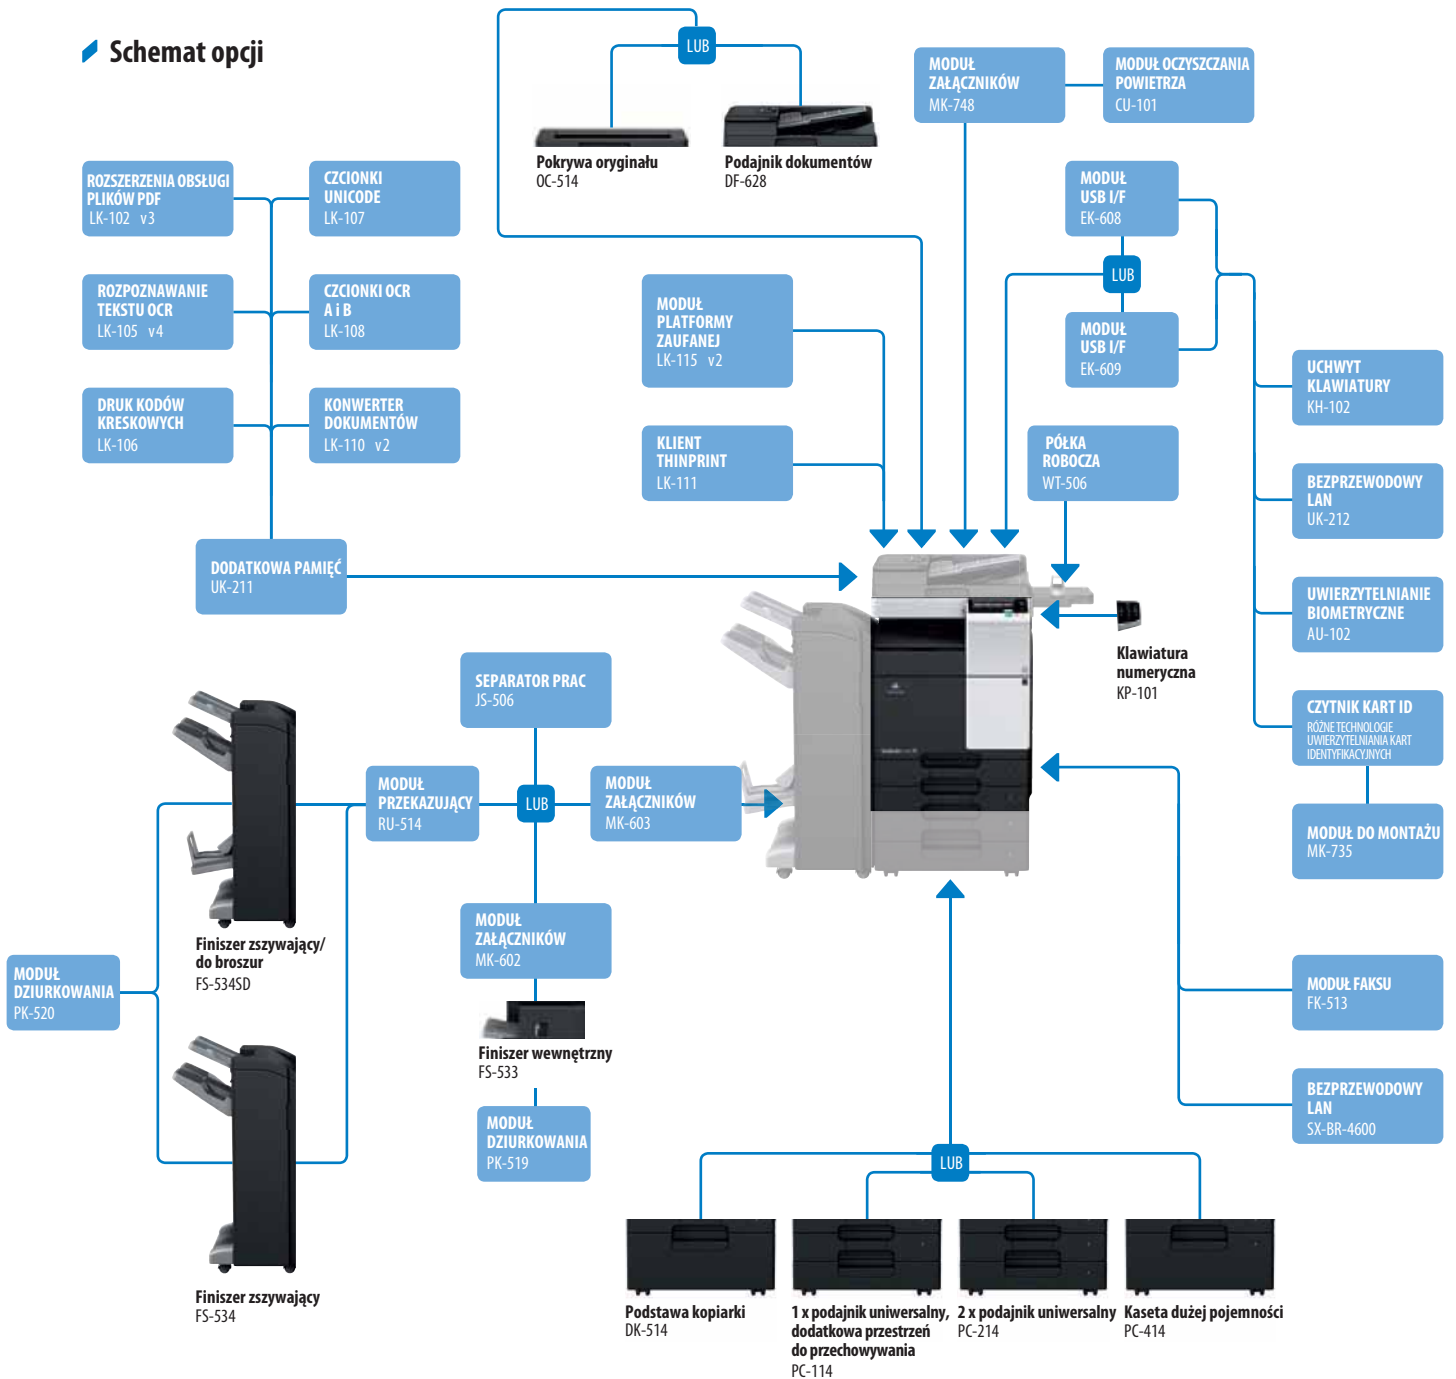 Schemat opcji
LUB
Pokrywa oryginału
OC-514
Podajnik dokumentów
DF-628
MODUŁ
ZAŁĄCZNIKÓW
MK-748
MODUŁ OCZYSZCZANIA
POWIETRZA
CU-101
ROZSZERZENIA OBSŁUGI
PLIKÓW PDF
LK-102 v3
CZCIONKI
UNICODE
LK-107
ROZPOZNAWANIE
TEKSTU OCR
LK-105 v4
CZCIONKI OCR
A i B
LK-108
DRUK KODÓW
KRESKOWYCH
LK-106
KONWERTER
DOKUMENTÓW
LK-110 v2
DODATKOWA PAMIĘĆ
UK-211
MODUŁ
PLATFORMY
ZAUFANEJ
LK-115 v2
KLIENT
THINPRINT
LK-111
MODUŁ
USB I/F
EK-608
LUB
MODUŁ
USB I/F
EK-609
PÓŁKA
ROBOCZA
WT-506
UCHWYT
KLAWIATURY
KH-102
BEZPRZEWODOWY
LAN
UK-212
UWIERZYTELNIANIE
BIOMETRYCZNE
AU-102
CZYTNIK KART ID
RÓŻNE TECHNOLOGIE
UWIERZYTELNIANIA KART
IDENTYFIKACYJNYCH
MODUŁ DO MONTAŻU
MK-735
Klawiatura
numeryczna
KP-101
SEPARATOR PRAC
JS-506
MODUŁ
PRZEKAZUJĄCY
RU-514
LUB
MODUŁ
ZAŁĄCZNIKÓW
MK-603
MODUŁ
ZAŁĄCZNIKÓW
MK-602
Finiszer wewnętrzny
FS-533
MODUŁ
DZIURKOWANIA
PK-519
Finiszer zszywający/
do broszur
FS-534SD
MODUŁ
DZIURKOWANIA
PK-520
Finiszer zszywający
FS-534
MODUŁ FAKSU
FK-513
BEZPRZEWODOWY
LAN
SX-BR-4600
LUB
Podstawa kopiarki
DK-514
1 x podajnik uniwersalny,
dodatkowa przestrzeń
do przechowywania
PC-114
2 x podajnik uniwersalny
PC-214
Kaseta dużej pojemności
PC-414